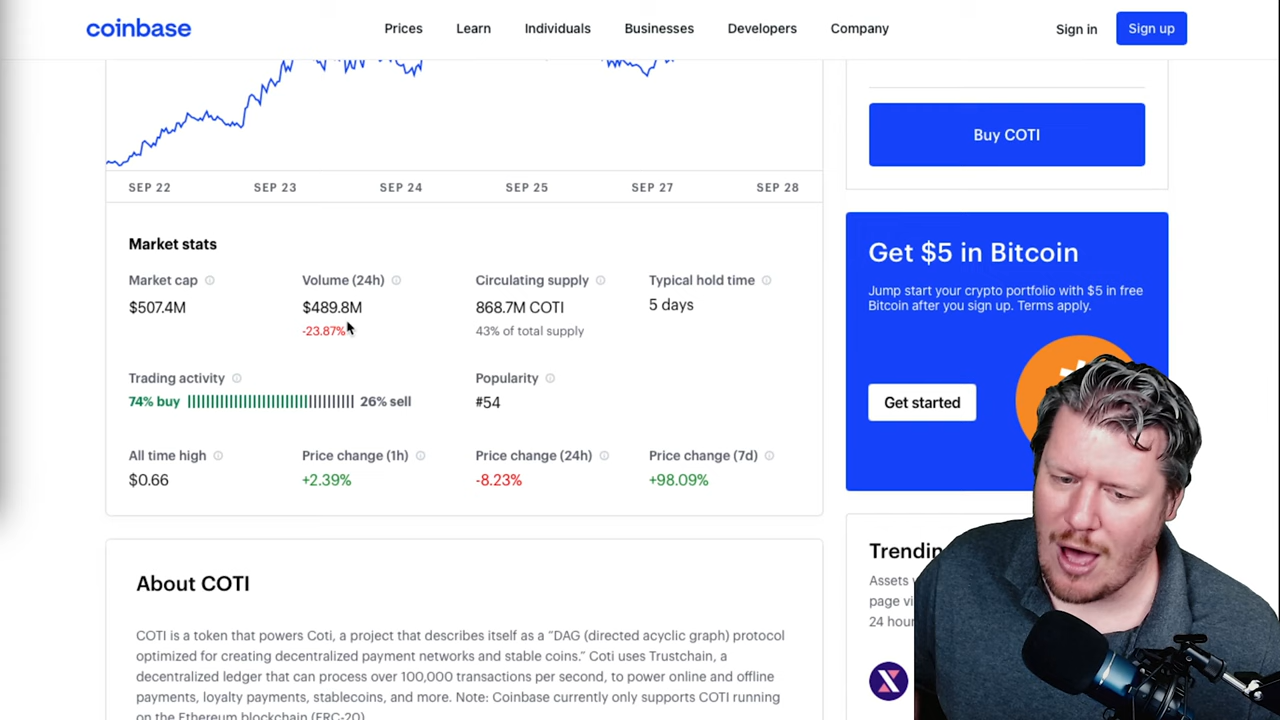 coinbase
Prices
Learn
Individuals
Businesses
Developers
Company
Sign in
Sign up
SEP 22
SEP 23
SEP 24
SEP 25
SEP 27
SEP 28
Buy COTI
Market stats
Market cap
$507.4M
Volume (24h)
$489.8M
-23.87%
Circulating supply
868.7M COTI
43% of total supply
Typical hold time
5 days
Trading activity
74% buy
26% sell
Popularity
#54
All time high
$0.66
Price change (1h)
+2.39%
Price change (24h)
-8.23%
Price change (7d)
+98.09%
Get $5 in Bitcoin
Jump start your crypto portfolio with $5 in free
Bitcoin after you sign up. Terms apply.
Get started
About COTI
COTI is a token that powers Coti, a project that describes itself as a “DAG (directed acyclic graph) protocol
optimized for creating decentralized payment networks and stable coins.” Coti uses Trustchain, a
decentralized ledger that can process over 100,000 transactions per second, to power online and offline
payments, loyalty payments, stablecoins, and more. Note: Coinbase currently only supports COTI running
on the Ethereum blockchain (ERC-20)
Assets
page
24